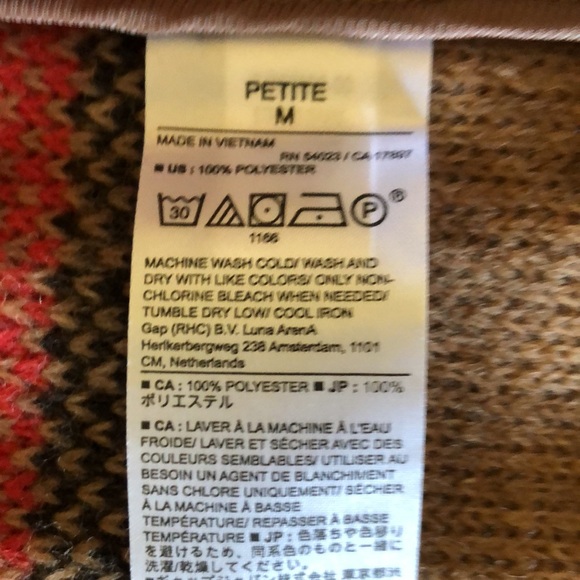 PETITE
M
MADE IN VIETNAM
RN 54023 / CA 17897
■ US : 100% POLYESTER
30
P
®
1166
MACHINE WASH COLD/ WASH AND
DRY WITH LIKE COLORS/ ONLY NON-
CHLORINE BLEACH WHEN NEEDED/
TUMBLE DRY LOW/ COOL IRON
Gap (RHC) B.V. Luna ArenA
Herikerbergweg 238 Amsterdam, 1101
CM, Netherlands
■ CA : 100% POLYESTER ■ JP : 100%
ポリエステル
■ CA : LAVER À LA MACHINE À L'EAU
FROIDE/ LAVER ET SÉCHER AVEC DES
COULEURS SEMBLABLES/ UTILISER AU
BESOIN UN AGENT DE BLANCHIMENT
SANS CHLORE UNIQUEMENT/ SÉCHER
À LA MACHINE À BASSE
TEMPÉRATURE/ REPASSER À BASSE
TEMPÉRATURE ■ JP : 色落ちや色移り
を避けるため、同系色のものと一緒に
洗濯/乾燥してください。